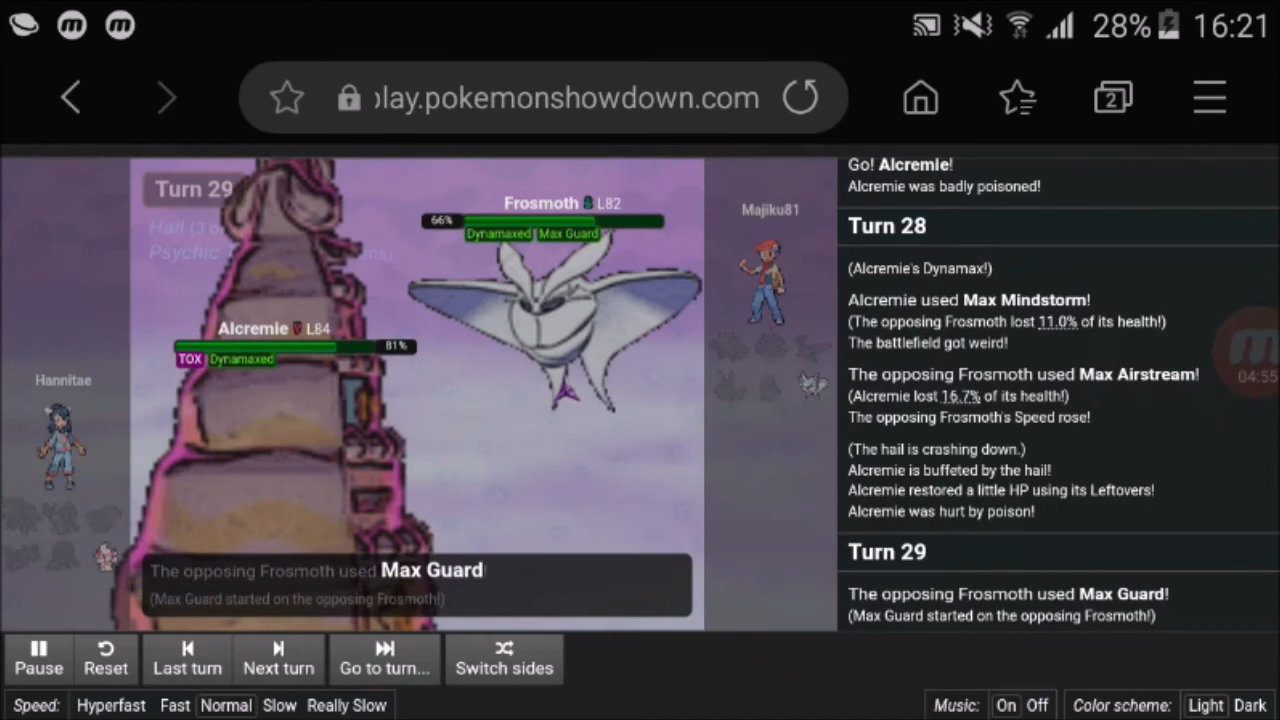 28% 16:21
play.pokemonshowdown.com
2
Turn 29
Hail (3
Psychic
Frosmoth L82
66%
Dynamaxed Max Guard
Alcremie L84
81%
TOX Dynamaxed
Hannitae
Majiku81
The opposing Frosmoth used Max Guard!
(Max Guard started on the opposing Frosmoth!)
Go! Alcremie!
Alcremie was badly poisoned!
Turn 28
(Alcremie's Dynamax!)
Alcremie used Max Mindstorm!
(The opposing Frosmoth lost 11.0% of its health!)
The battlefield got weird!
The opposing Frosmoth used Max Airstream!
(Alcremie lost 16.7% of its health!)
The opposing Frosmoth's Speed rose!
(The hail is crashing down.)
Alcremie is buffeted by the hail!
Alcremie restored a little HP using its Leftovers!
Alcremie was hurt by poison!
Turn 29
The opposing Frosmoth used Max Guard!
(Max Guard started on the opposing Frosmoth!)
04:55
Pause Reset Last turn Next turn Go to turn... Switch sides
Speed: Hyperfast Fast Normal Slow Really Slow
Music: On Off Color scheme: Light Dark